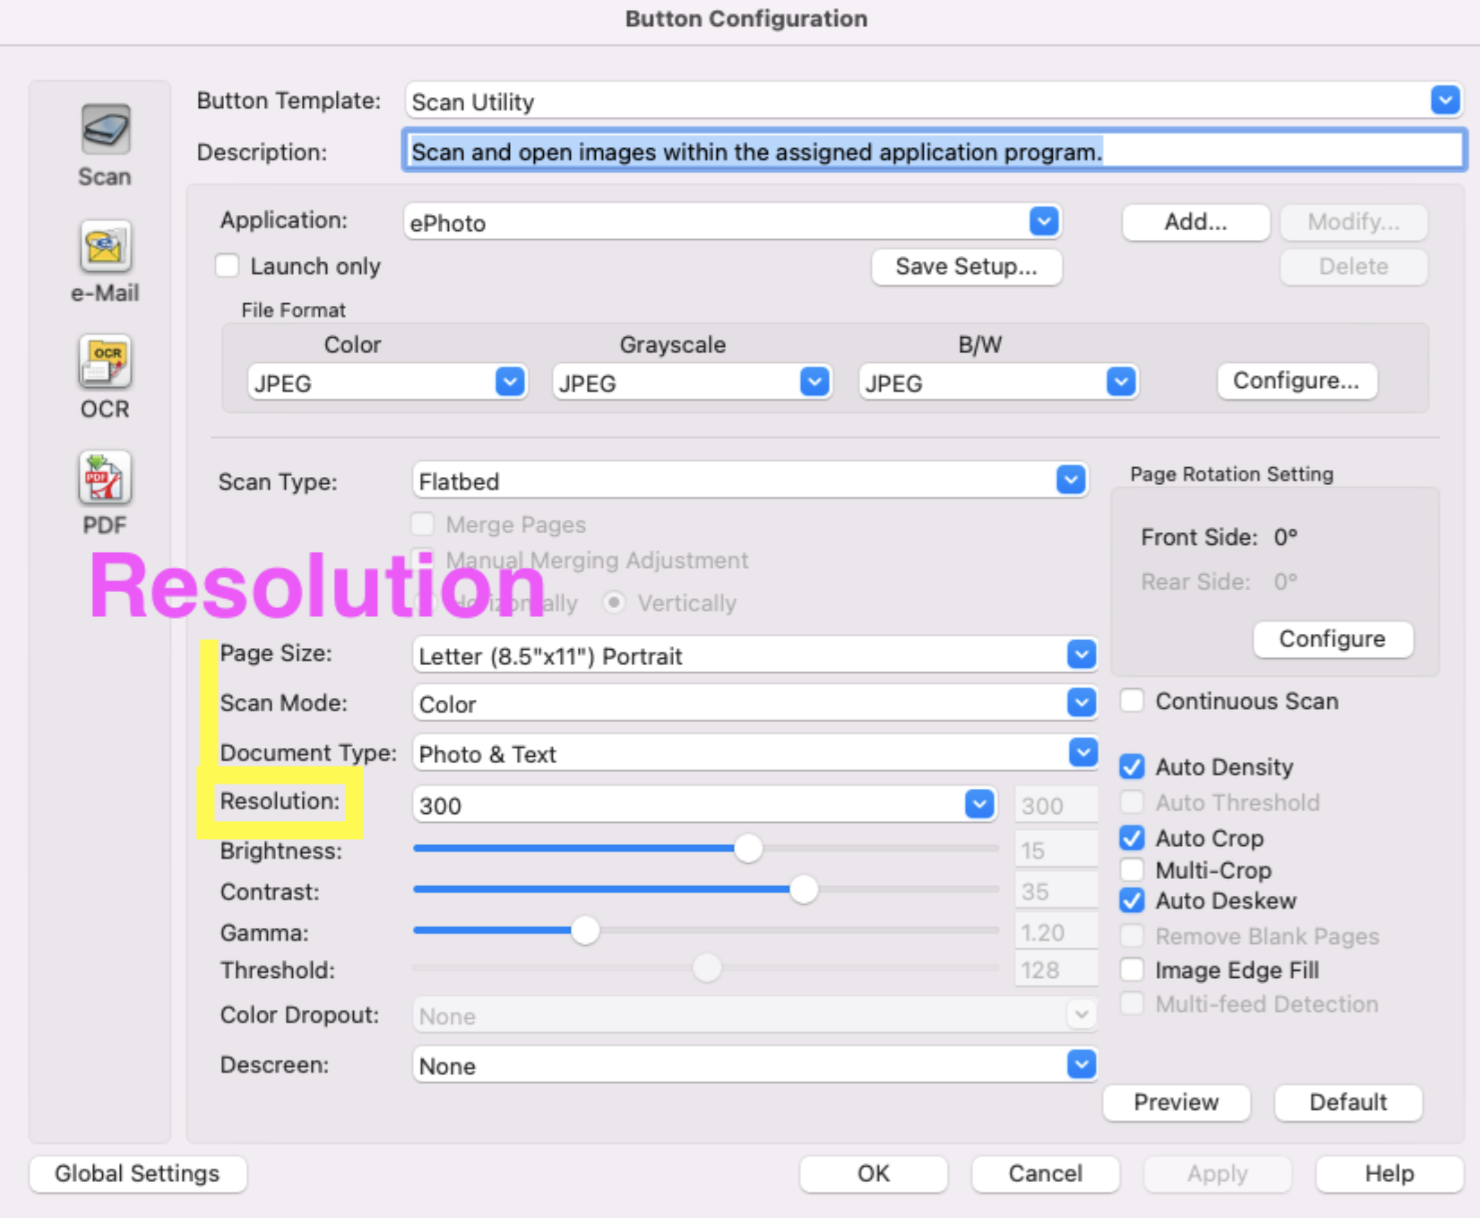 Button Configuration
Scan
e-Mail
OCR
PDF
Button Template: Scan Utility
Description: Scan and open images within the assigned application program.
Application: ePhoto Add... Modify...
Launch only Save Setup... Delete
File Format
Color Grayscale B/W
JPEG JPEG JPEG Configure...
Scan Type: Flatbed
Merge Pages
Manual Merging Adjustment
Horizontally Vertically
Resolution
Page Rotation Setting
Front Side: 0°
Rear Side: 0°
Configure
Page Size: Letter (8.5"x11") Portrait
Scan Mode: Color
Document Type: Photo & Text
Resolution: 300 300
Brightness: 15
Contrast: 35
Gamma: 1.20
Threshold: 128
Color Dropout: None
Descreen: None
Continuous Scan
Auto Density
Auto Threshold
Auto Crop
Multi-Crop
Auto Deskew
Remove Blank Pages
Image Edge Fill
Multi-feed Detection
Preview Default
Global Settings OK Cancel Apply Help